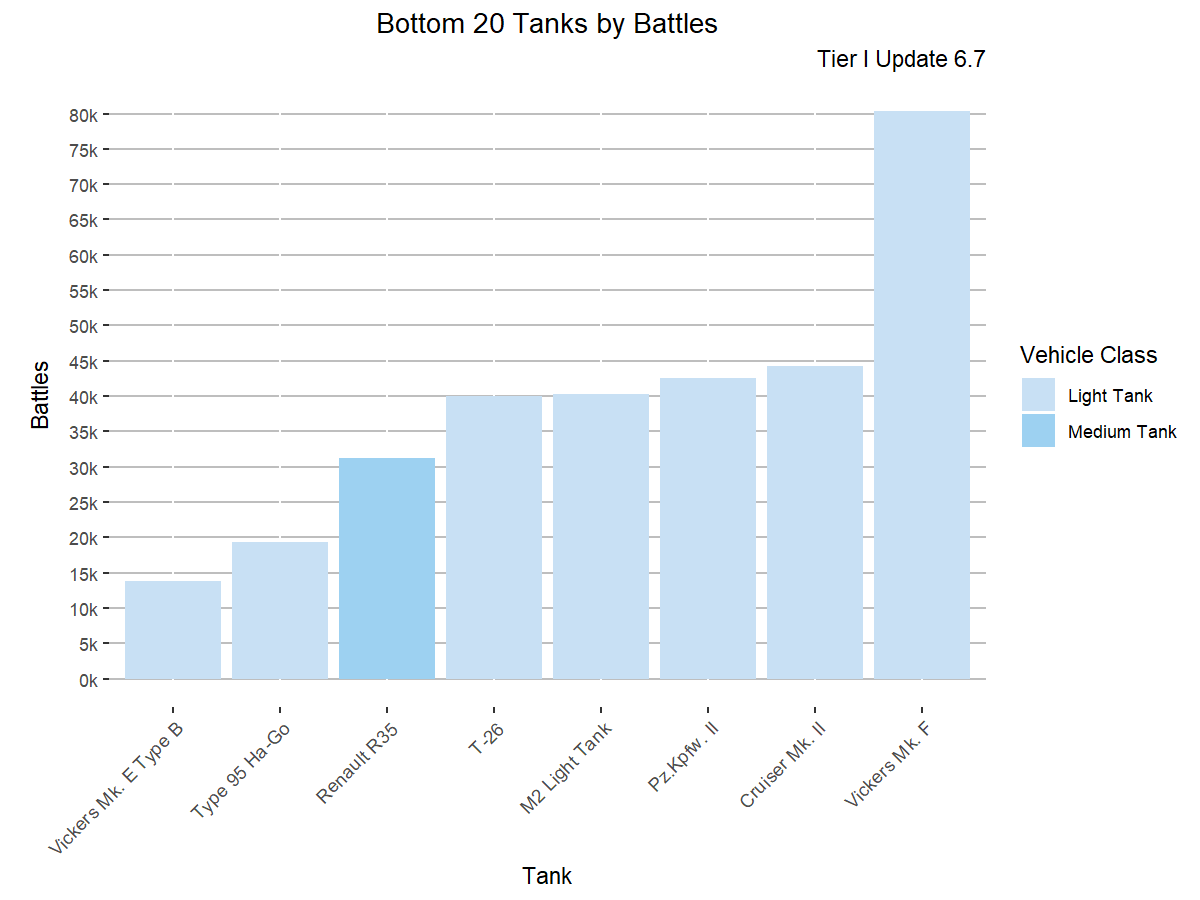 Bottom 20 Tanks by Battles
Tier I Update 6.7
80k
75k
70k
65k
60k
55k
50k
45k
40k
35k
30k
25k
20k
15k
10k
5k
0k
Battles
Vickers Mk. E Type B
Type 95 Ha-Go
Renault R35
T-26
M2 Light Tank
Pz.Kpfw. II
Cruiser Mk. II
Vickers Mk. F
Tank
Vehicle Class
Light Tank
Medium Tank